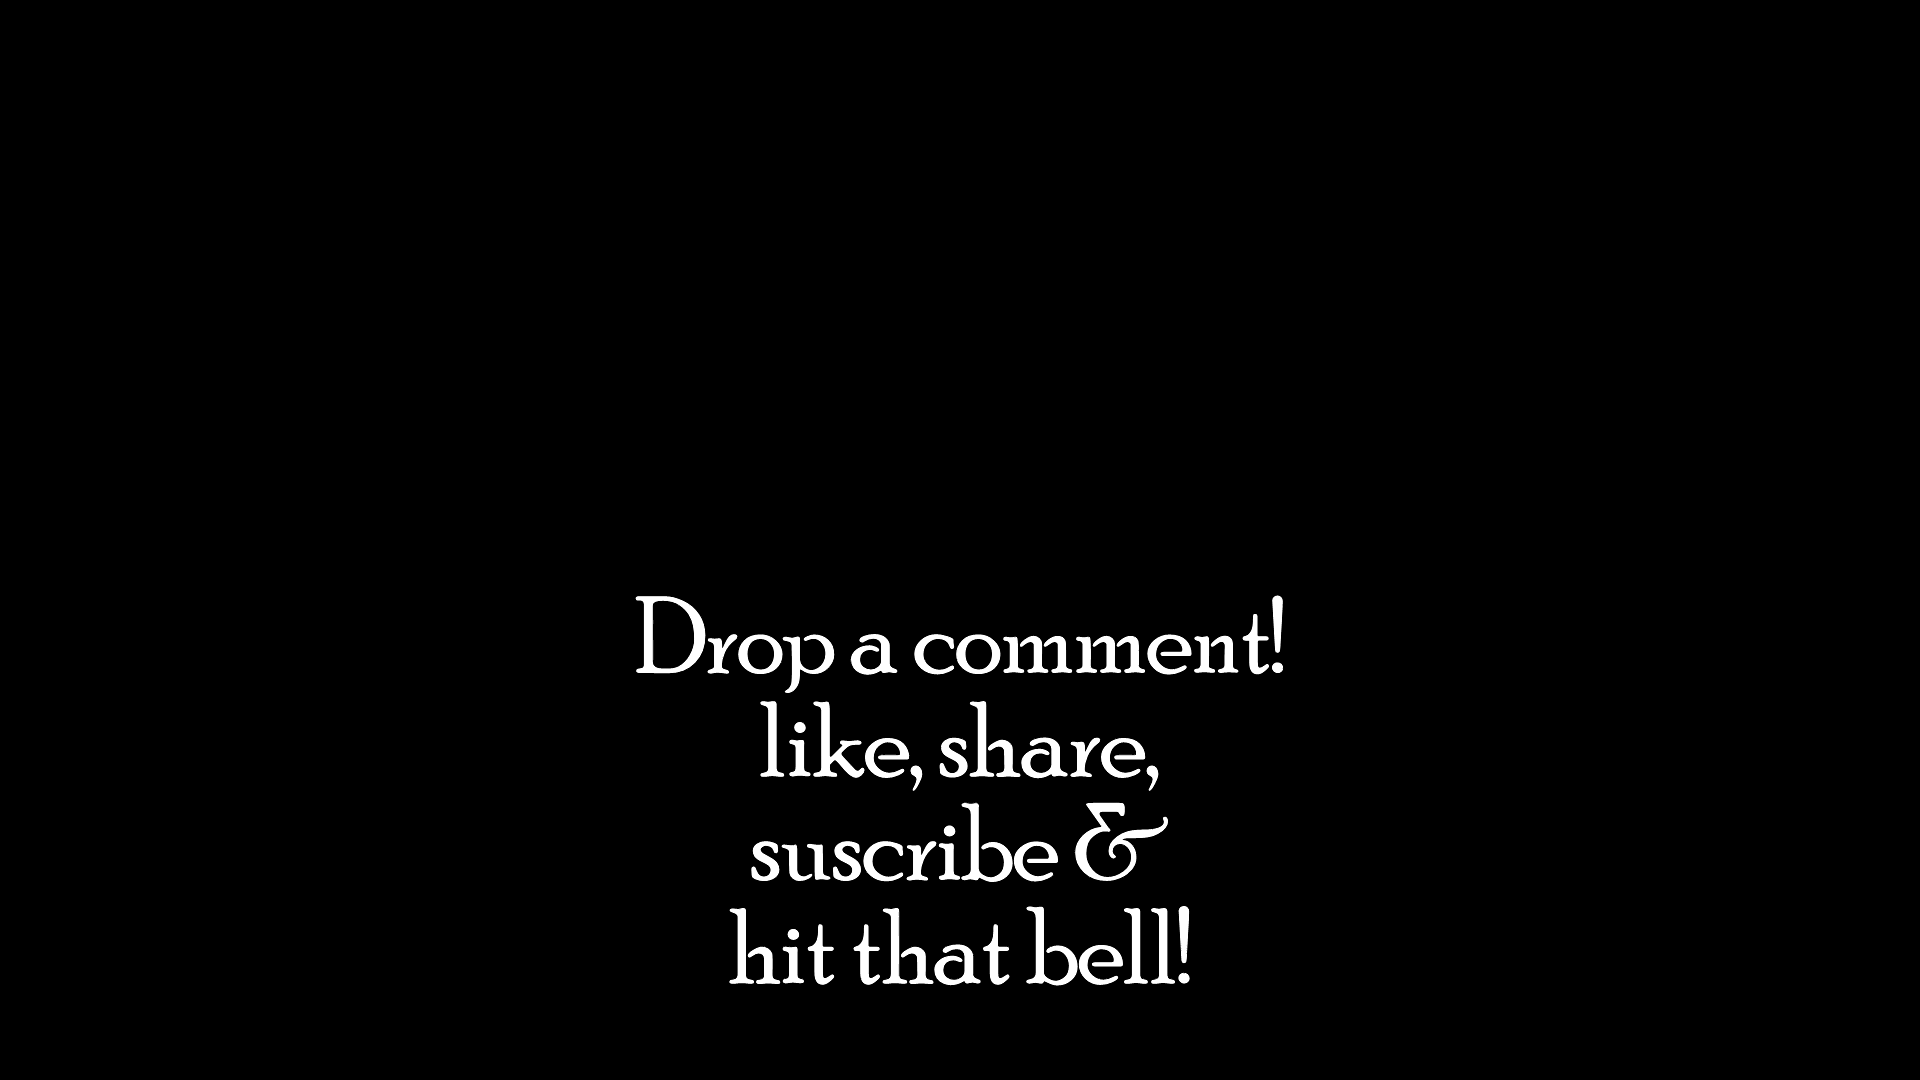 Drop a comment!
like, share,
suscribe &
hit that bell!